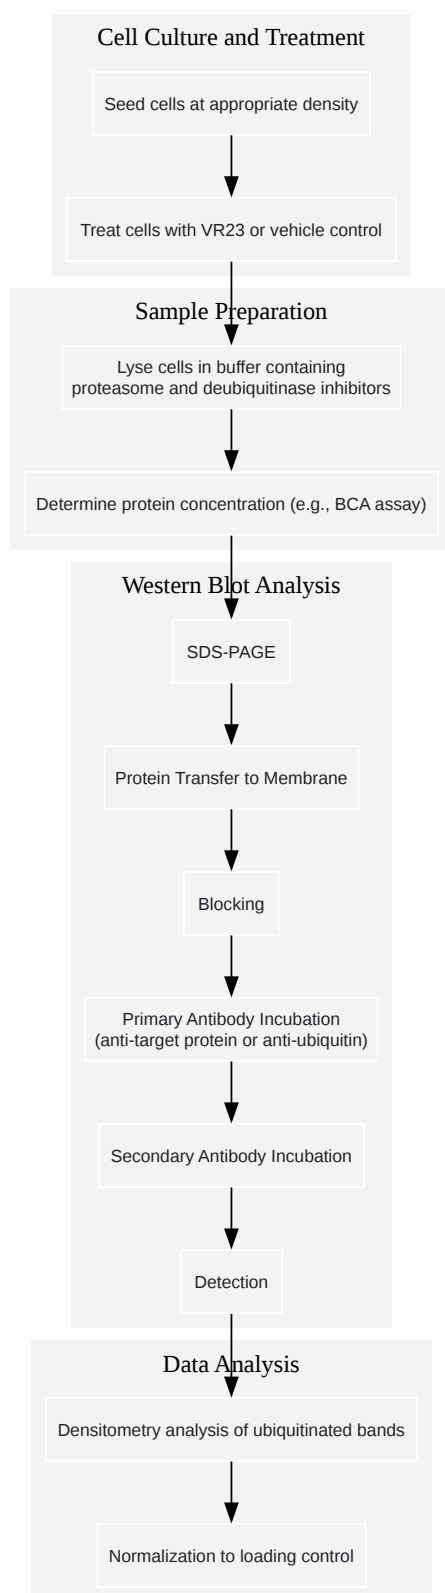 Cell Culture and Treatment
Seed cells at appropriate density
Treat cells with VR23 or vehicle control
Sample Preparation
Lyse cells in buffer containing
proteasome and deubiquitinase inhibitors
Determine protein concentration (e.g., BCA assay)
Western Blot Analysis
SDS-PAGE
Protein Transfer to Membrane
Blocking
Primary Antibody Incubation
(anti-target protein or anti-ubiquitin)
Secondary Antibody Incubation
Detection
Data Analysis
Densitometry analysis of ubiquitinated bands
Normalization to loading control